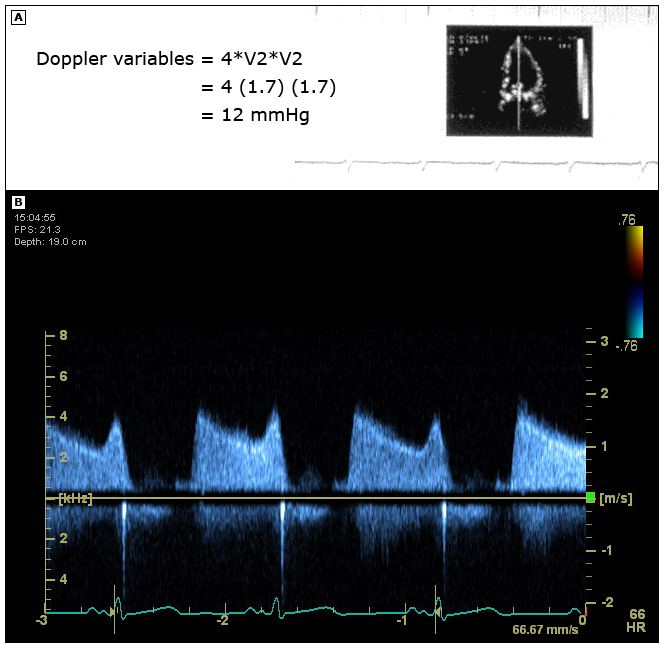 A
Doppler variables = 4*V2*V2
= 4 (1.7) (1.7)
= 12 mmHg
B
15:04:55
FPS: 21.3
Depth: 19.0 cm
.76
-.76
8
6
4
2
[kHz]
2
4
3
2
1
[m/s]
-1
-2
-3
-2
-1
0
66.67 mm/s
66
HR